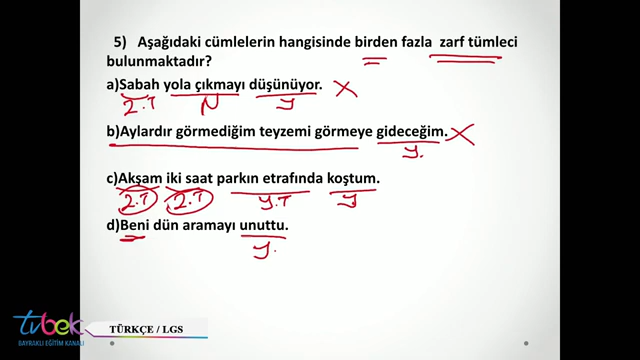 5) Aşağıdaki cümlelerin hangisinde birden fazla zarf tümleci
bulunmaktadır?
a)Sabah yola çıkmayı düşünüyor.
Z.T N Y
b)Aylardır görmediğim teyzemi görmeye gideceğim.
Y.
c)Akşam iki saat parkın etrafında koştum.
Z.T Z.T Y.T Y
d)Beni dün aramayı unuttu.
Y.
tvbek
BAYRAKLI EĞİTİM KANALI
TÜRKÇE / LGS